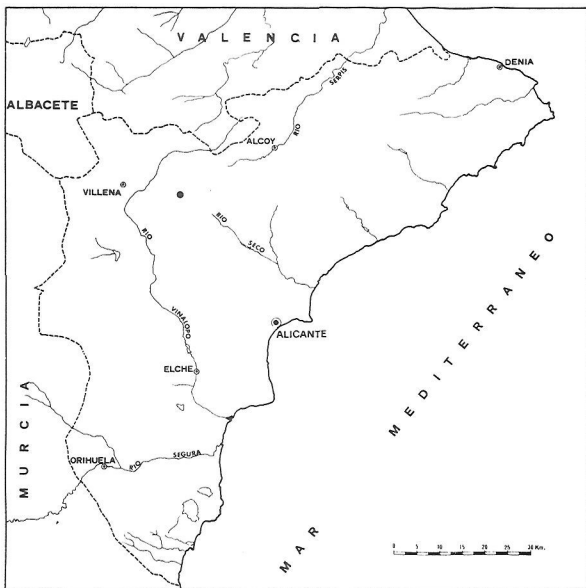 VALENCIA
DENIA
RIO SERPIS
ALBACETE
ALCOY
VILLENA
RIO SECO
RIO VINALOPO
MEDITERRANEO
ALICANTE
ELCHE
MURCIA
ORIHUELA
RIO SEGURA
MAR
0 5 10 15 20 25 30 Km.